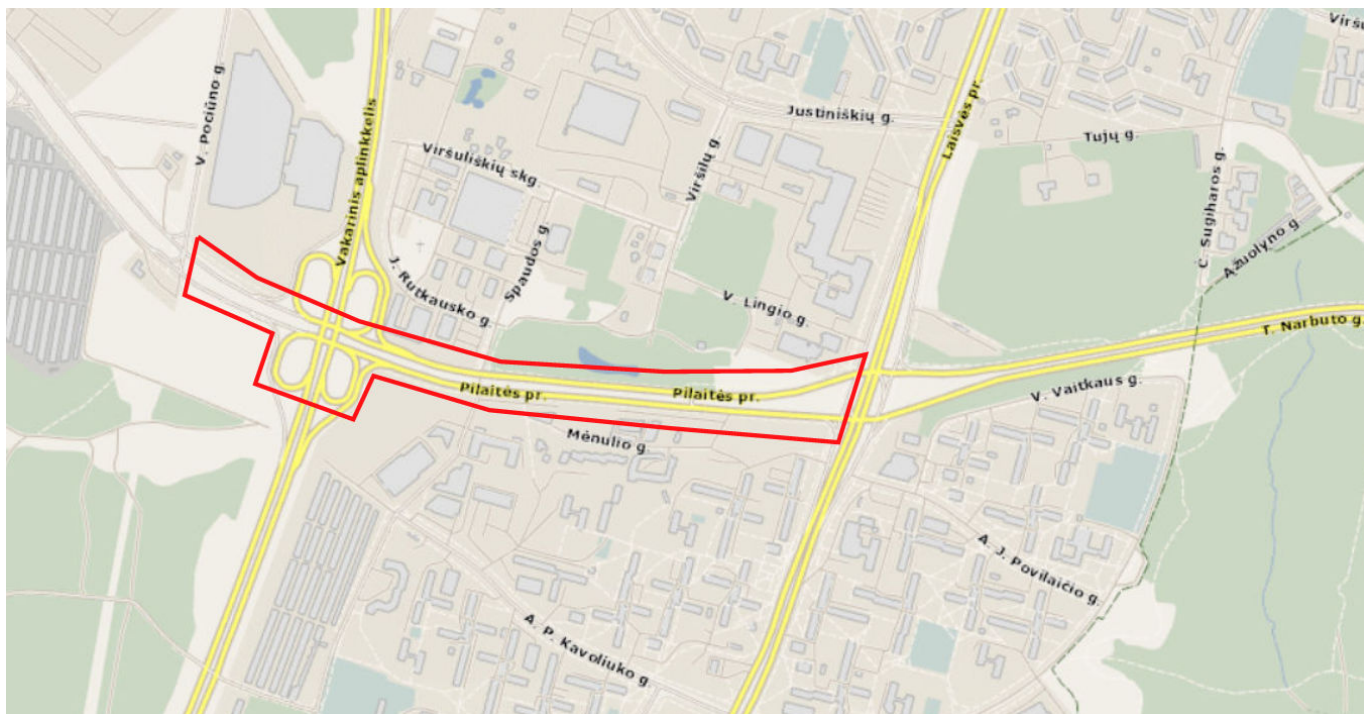 Viršu
V. Pociūno g.
Vakarinis aplinkkelis
Justiniškių g.
Laisvės pr.
Tujų g.
Viršuliškių skg.
Viršilų g.
C Sugiharos g.
Ąžuolyno g
Spaudos g.
J. Rutkausko g.
V. Lingio g.
T. Narbuto g.
Pilaitės pr.
Pilaitės pr.
V. Vaitkaus g.
Mėnulio g.
A. J. Povilaičio g.
A. P. Kavoliuko g.